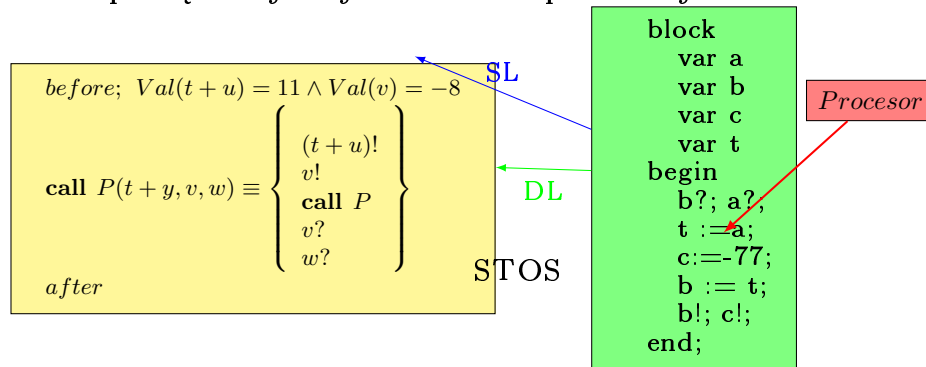 before; Val(t + u) = 11 ∧ Val(v) = −8
call P(t + y, v, w) ≡
(t + u)!
v!
call P
v?
w?
after
SL
DL
STOS
block
var a
var b
var c
var t
begin
b?; a?;
t :=a;
c:=-77;
b := t;
b!; c!;
end;
Procesor